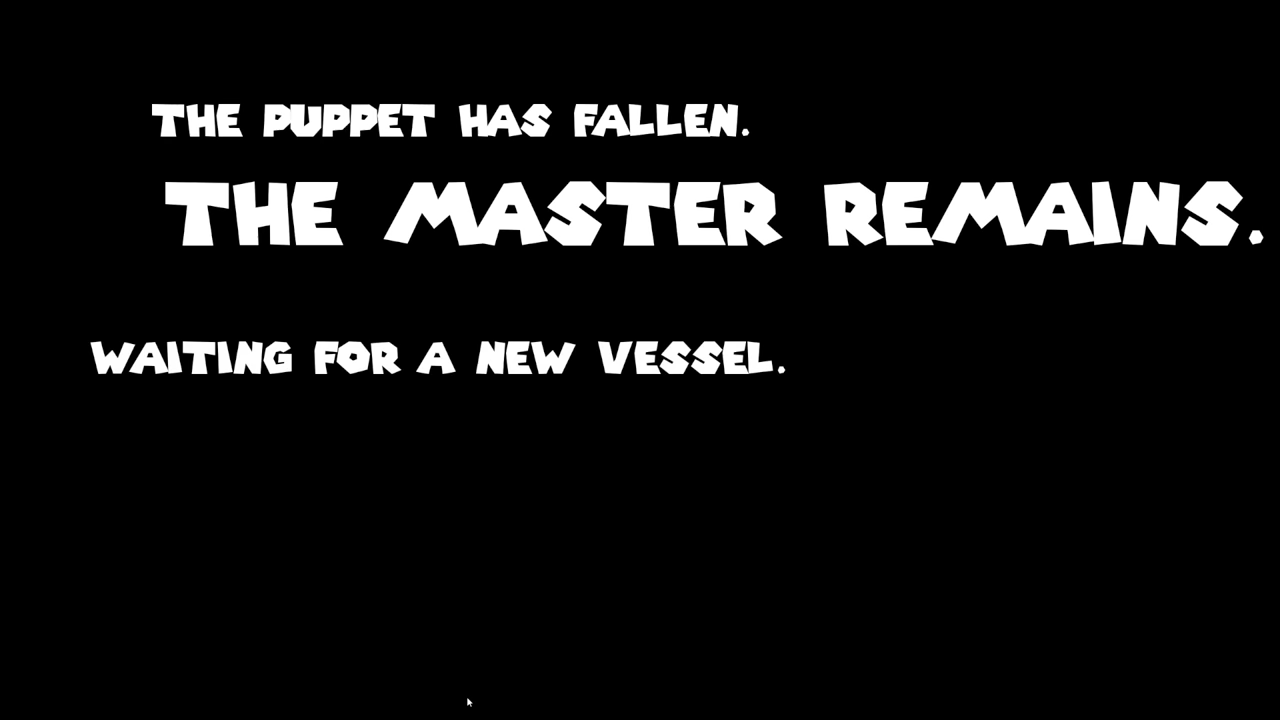 THE PUPPET HAS FALLEN.
THE MASTER REMAINS.
WAITING FOR A NEW VESSEL.